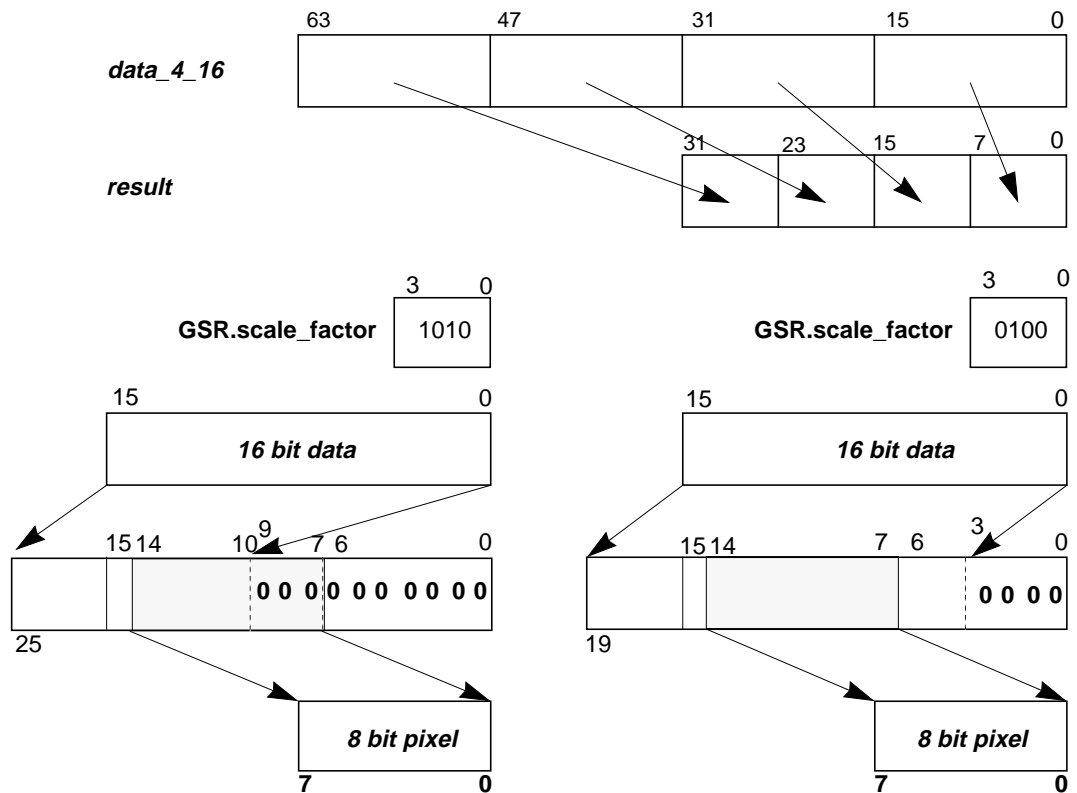 63 47 31 15 0
data_4_16
31 23 15 7 0
result
3 0 3 0
GSR.scale_factor 1010 GSR.scale_factor 0100
15 0 15 0
16 bit data 16 bit data
15 14 10 9 7 6 0 15 14 7 6 3 0
0 0 0 0 0 0 0 0 0 0 0 0 0
25 19
8 bit pixel 8 bit pixel
7 0 7 0